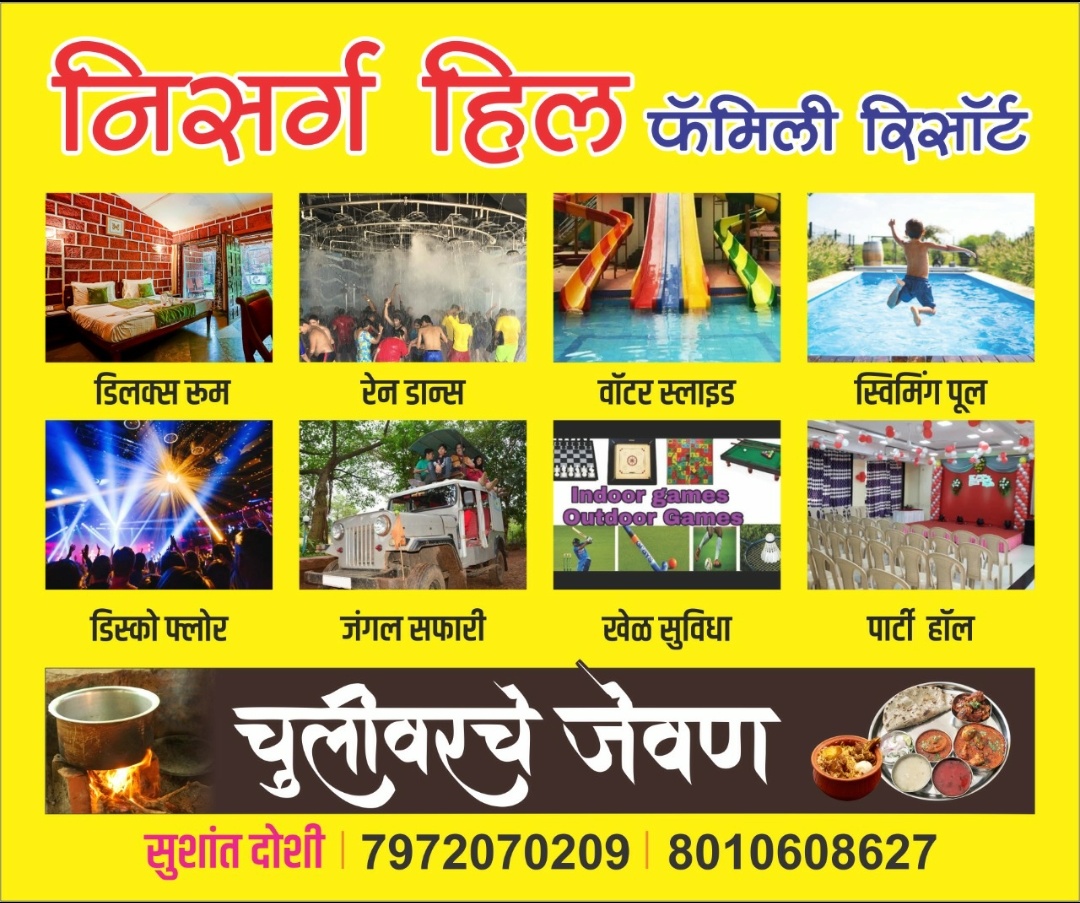 निसर्ग हिल फॅमिली रिसॉर्ट
डिलक्स रूम
रेन डान्स
वॉटर स्लाइड
स्विमिंग पूल
Indoor games
Outdoor Games
डिस्को फ्लोर
जंगल सफारी
खेळ सुविधा
पार्टी हॉल
चुलीवरचे जेवण
सुशांत दोशी | 7972070209 | 8010608627